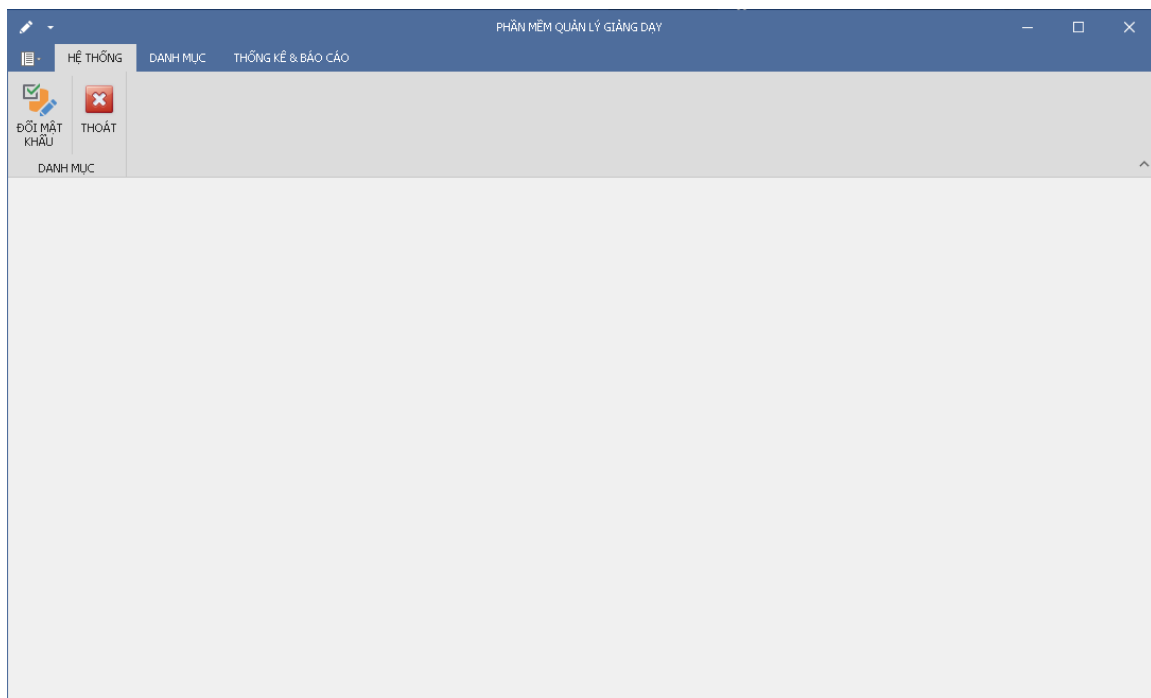 PHẦN MỀM QUẢN LÝ GIẢNG DẠY
HỆ THỐNG DANH MỤC THỐNG KÊ & BÁO CÁO
ĐỔI MẬT KHẨU THOÁT
DANH MỤC